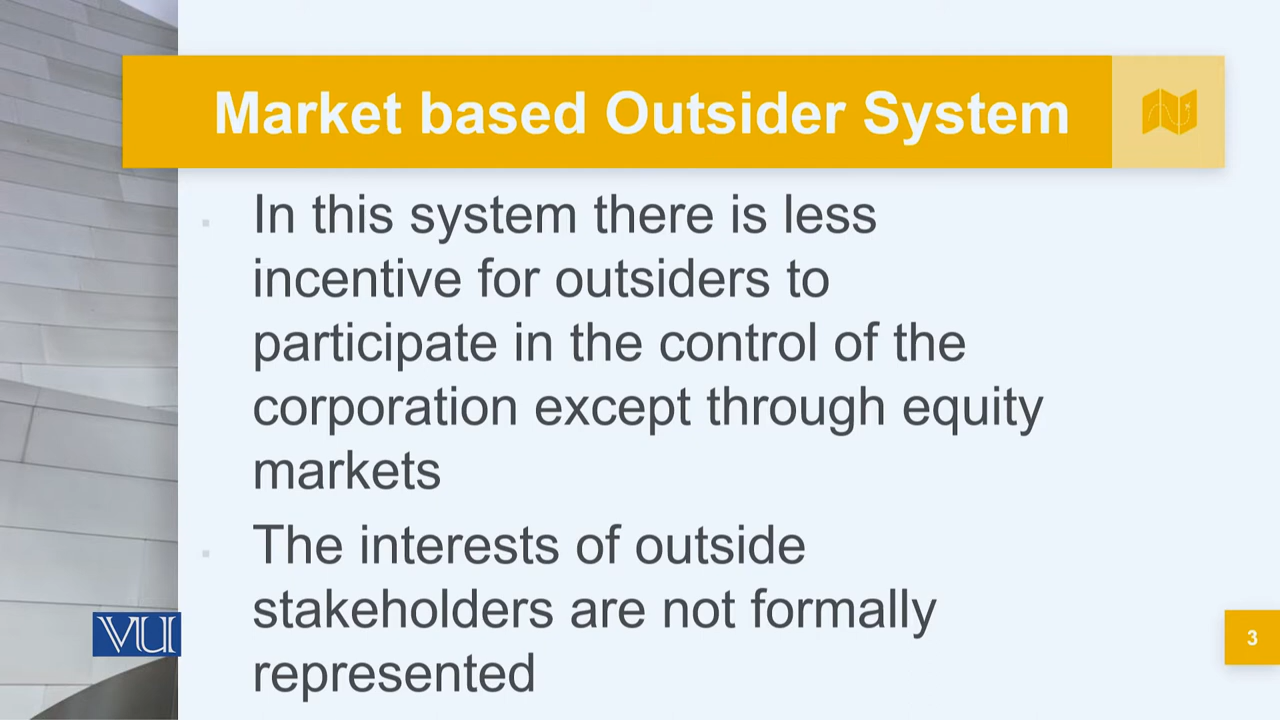 Market based Outsider System
In this system there is less
incentive for outsiders to
participate in the control of the
corporation except through equity
markets
The interests of outside
stakeholders are not formally
represented
VU
3